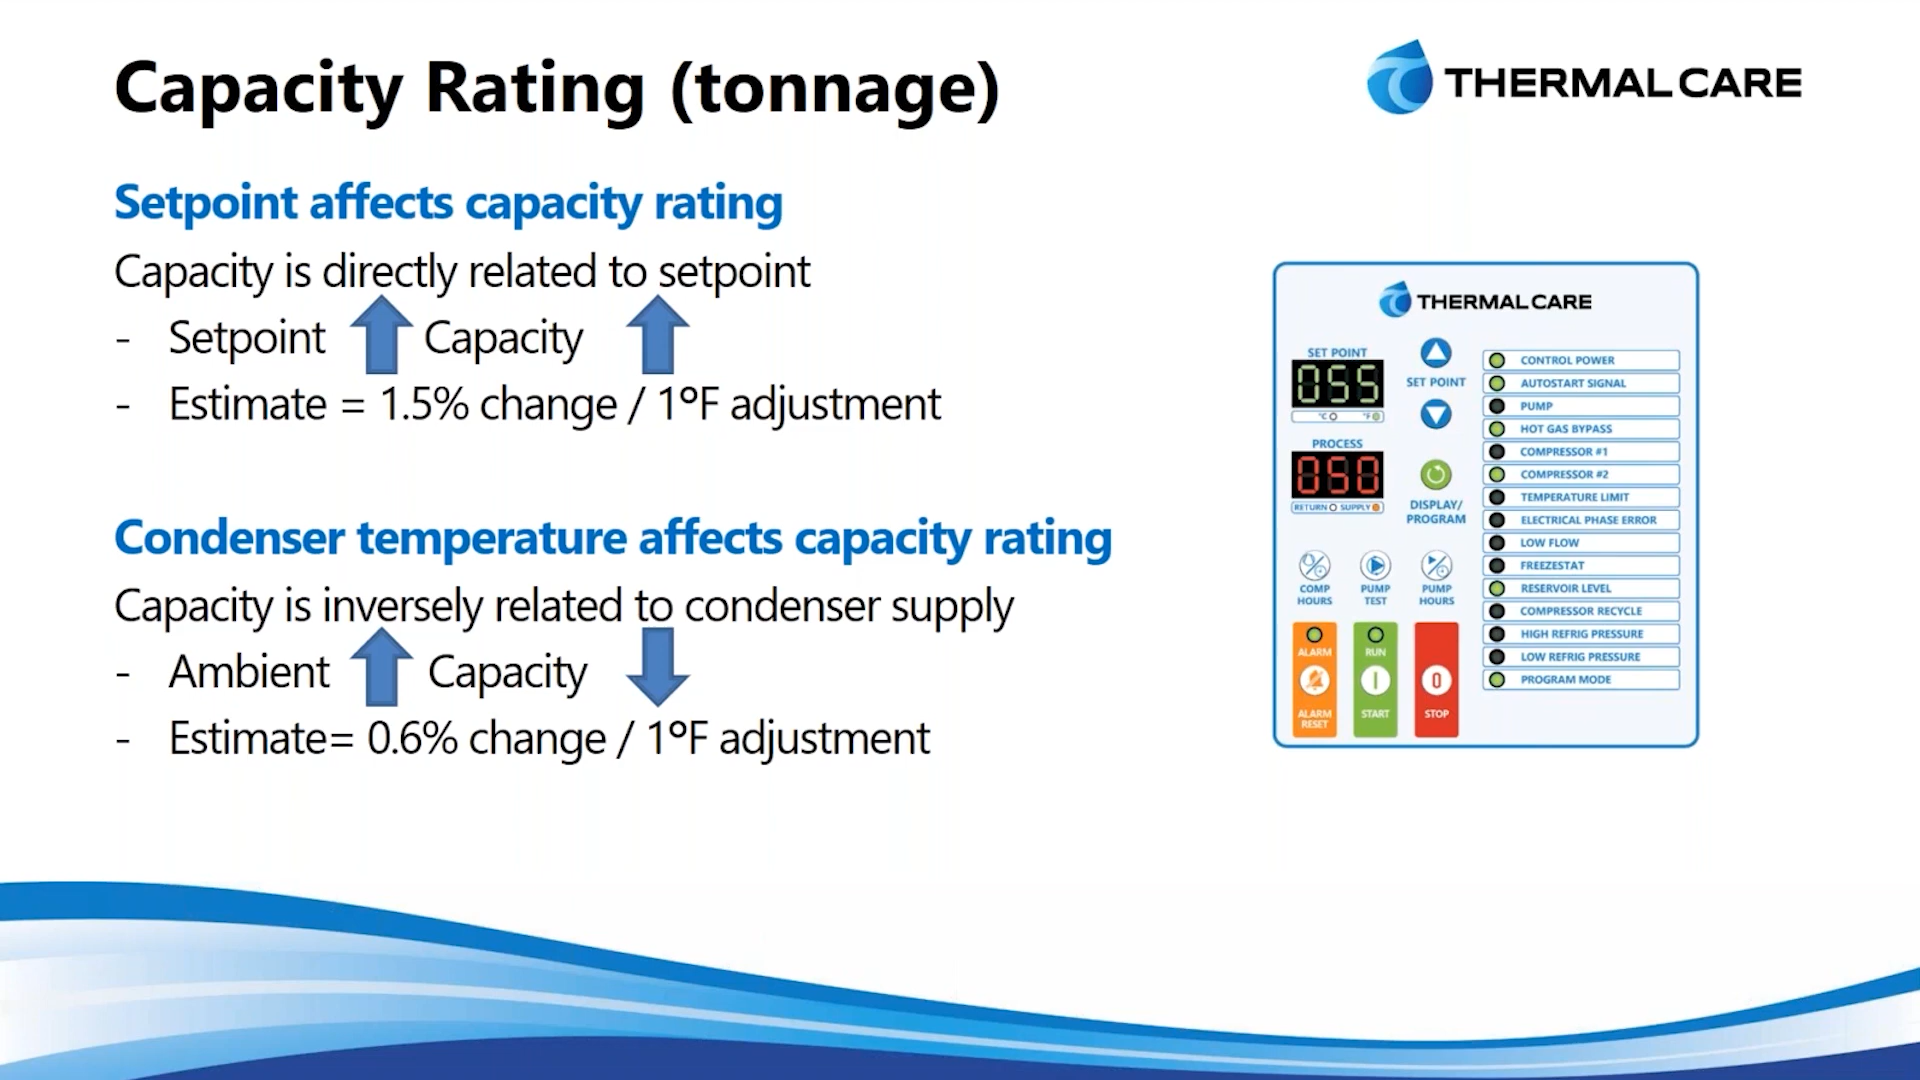 Capacity Rating (tonnage)
THERMAL CARE
Setpoint affects capacity rating
Capacity is directly related to setpoint
- Setpoint Capacity
- Estimate = 1.5% change / 1°F adjustment
Condenser temperature affects capacity rating
Capacity is inversely related to condenser supply
- Ambient Capacity
- Estimate= 0.6% change / 1°F adjustment
THERMAL CARE
SET POINT
055
°C °F
SET POINT
PROCESS
050
RETURN SUPPLY
DISPLAY/
PROGRAM
COMP
HOURS
PUMP
TEST
PUMP
HOURS
ALARM
ALARM
RESET
RUN
START
0
STOP
CONTROL POWER
AUTOSTART SIGNAL
PUMP
HOT GAS BYPASS
COMPRESSOR #1
COMPRESSOR #2
TEMPERATURE LIMIT
ELECTRICAL PHASE ERROR
LOW FLOW
FREEZESTAT
RESERVOIR LEVEL
COMPRESSOR RECYCLE
HIGH REFRIG PRESSURE
LOW REFRIG PRESSURE
PROGRAM MODE